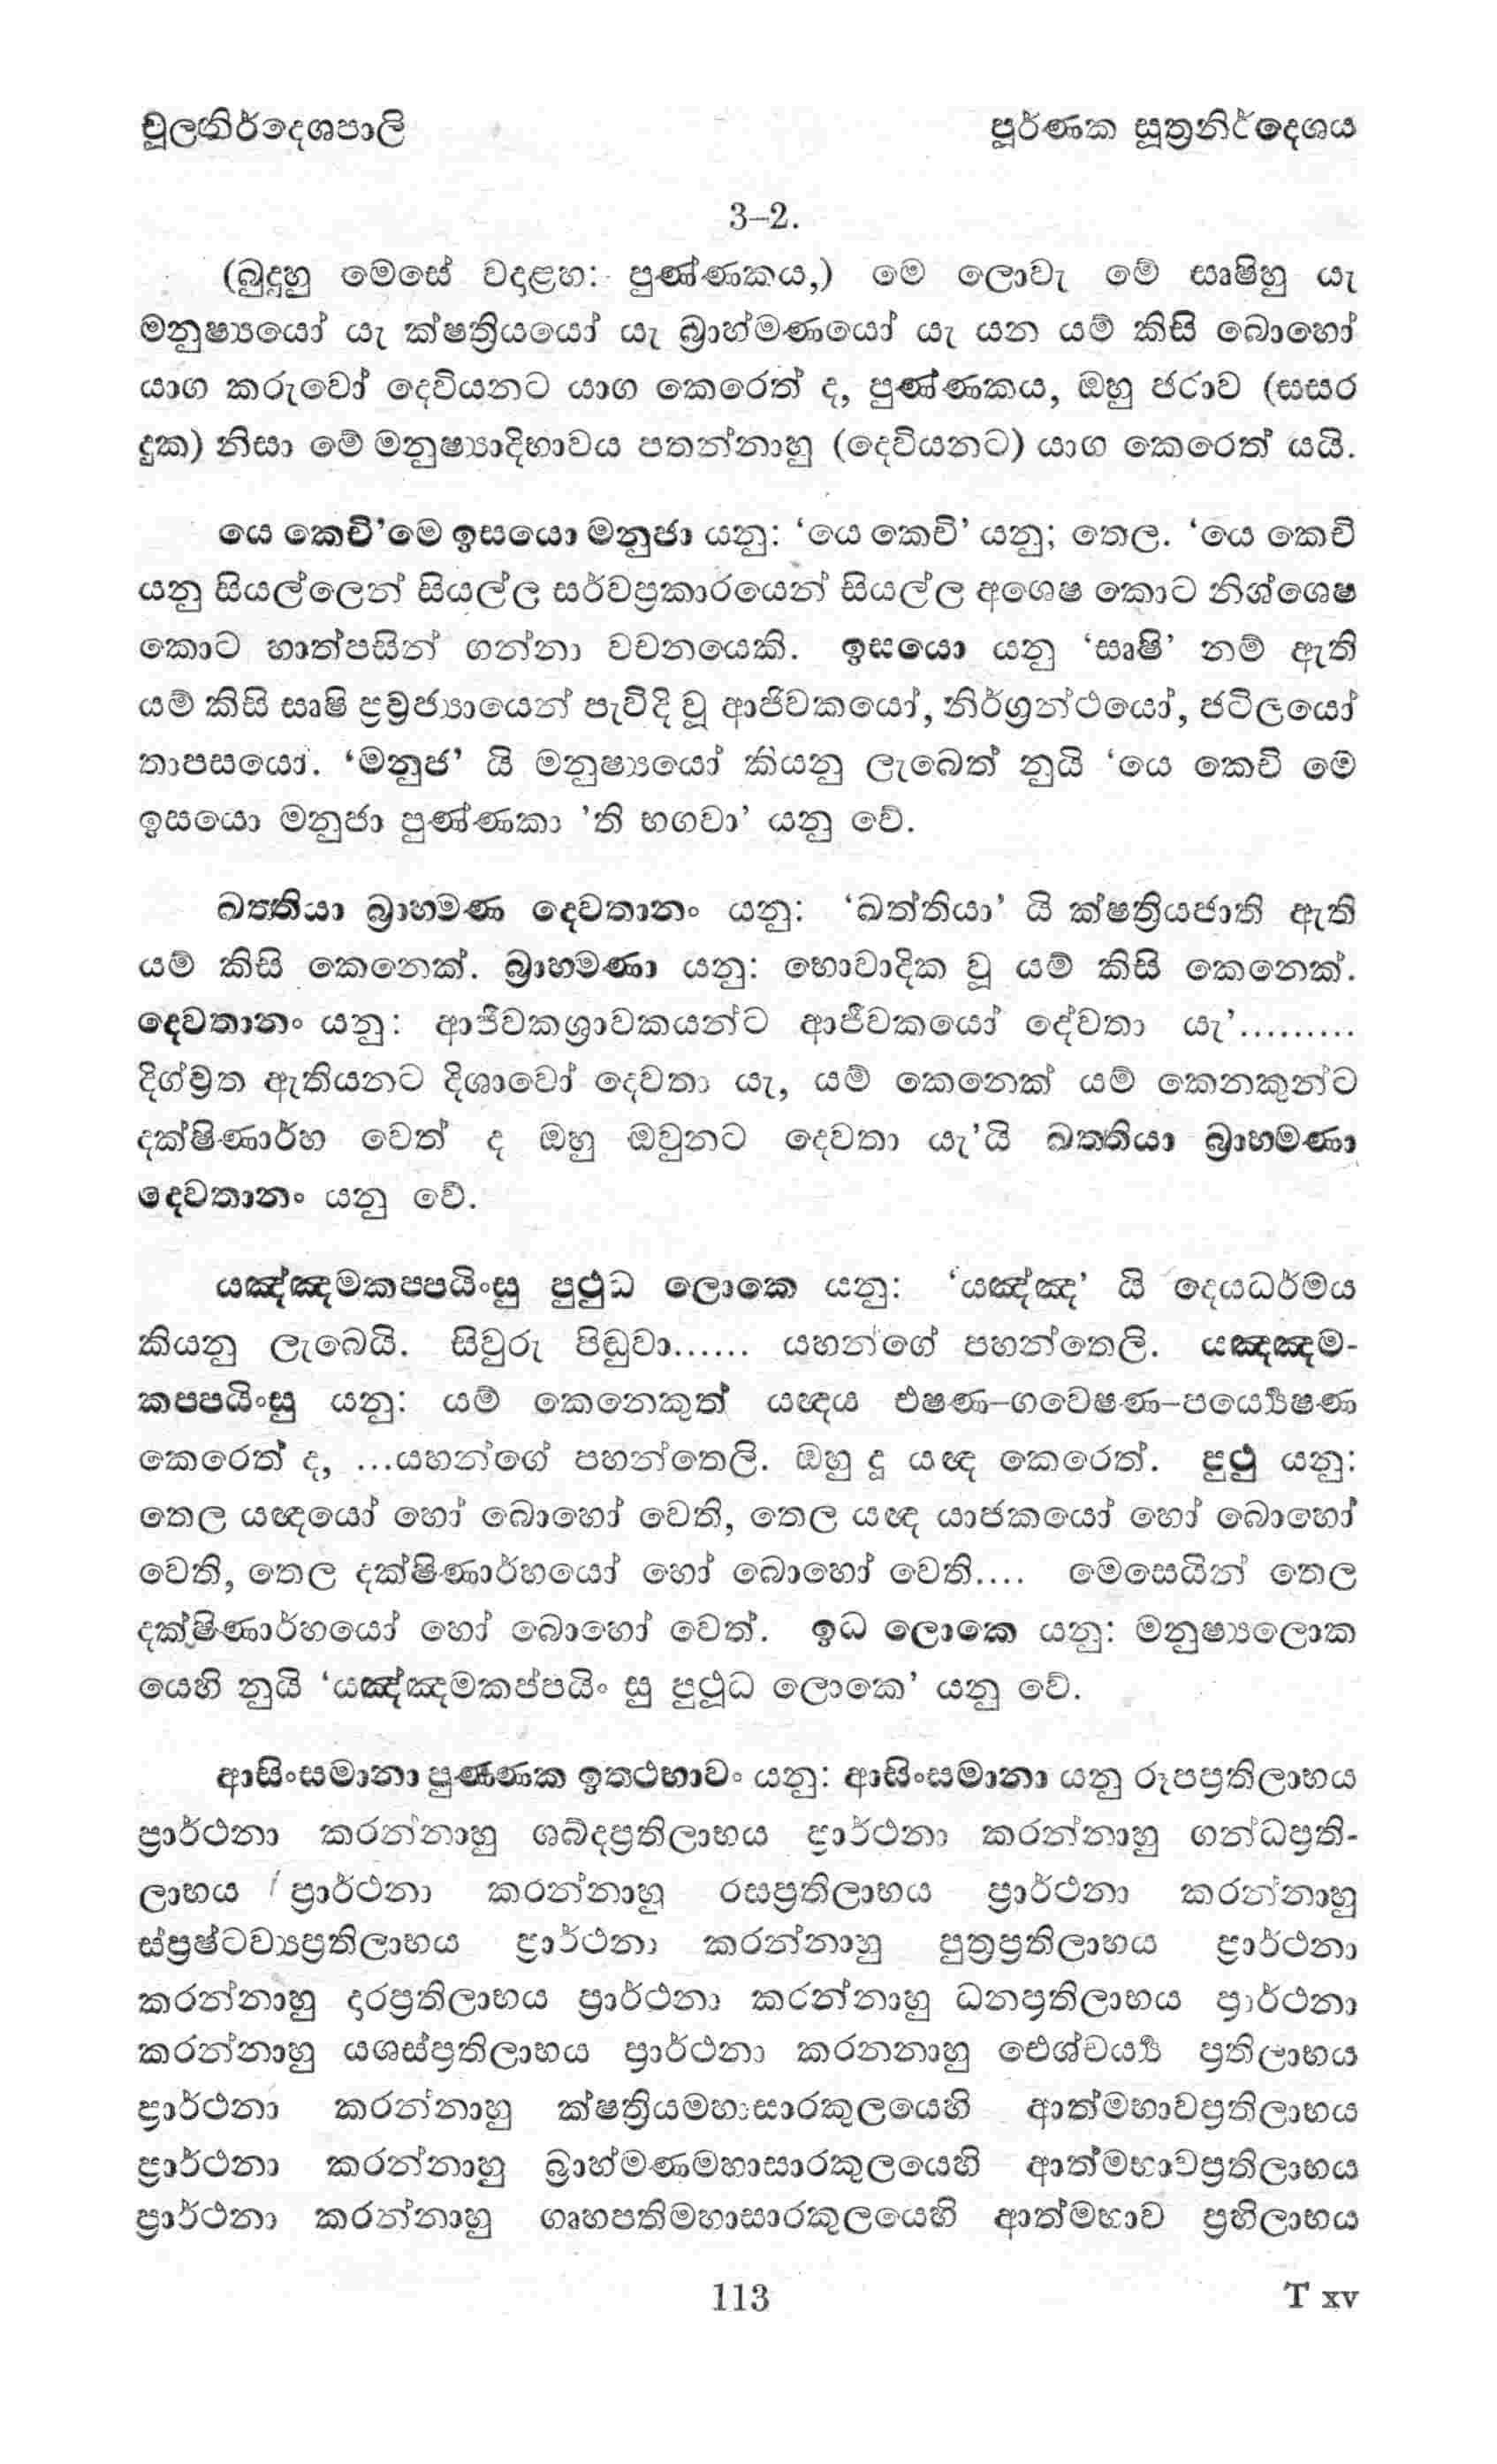 චූලනිර්දෙශපාලි පූර්ණක සූත්‍රනිර්දෙශය
3–2.
(බුදුහු මෙසේ වදාළහ: පුණ්ණකය,) මේ ලොවැ මේ සෘෂිහු යැ
මනුෂ්‍යයෝ යැ ක්ෂත්‍රියයෝ යැ බ්‍රාහ්මණයෝ යැ යන යම් කිසි බොහෝ
යාග කරුවෝ දෙවියනට යාග කෙරෙත් ද, පුණ්ණකය, ඔහු ජරාව (සසර
දුක) නිසා මේ මනුෂ්‍යාදිභාවය පතන්නාහු (දෙවියනට) යාග කෙරෙත් යයි.
යෙ කෙචි’මෙ ඉසයො මනුජා යනු: ‘යෙ කෙචි’ යනු; තෙල. ‘යෙ කෙචි
යනු සියල්ලෙන් සියල්ල සර්වප්‍රකාරයෙන් සියල්ල අශෙෂ කොට නිශ්ශෙෂ
කොට හාත්පසින් ගන්නා වචනයෙකි. ඉසයො යනු ‘සෘෂි’ නම් ඇති
යම් කිසි සෘෂි ප්‍රව්‍රජ්‍යායෙන් පැවිදි වූ ආජිවකයෝ, නිර්ග්‍රන්ථයෝ, ජටිලයෝ
තාපසයෝ. ‘මනුජ’ යි මනුෂ්‍යයෝ කියනු ලැබෙත් නුයි ‘යෙ කෙචි මෙ
ඉසයො මනුජා පුණ්ණකා ’ති භගවා’ යනු වේ.
ඛත්තියා බ්‍රාහමණ දෙවතානං යනු: ‘ඛත්තියා’ යි ක්ෂත්‍රියජාති ඇති
යම් කිසි කෙනෙක්. බ්‍රාහමණා යනු: භොවාදික වූ යම් කිසි කෙනෙක්.
දෙවතානං යනු: ආජීවකශ්‍රාවකයන්ට ආජීවකයෝ දේවතා යැ’.........
දිග්ව්‍රත ඇතියනට දිශාවෝ දෙවතා යැ, යම් කෙනෙක් යම් කෙනකුන්ට
දක්ෂිණාර්හ වෙත් ද ඔහු ඔවුනට දෙවතා යැ’යි ඛත්තියා බ්‍රාහමණා
දෙවතානං යනු වේ.
යඤ්ඤමකප්පයිංසු පුථුධ ලොකෙ යනු: ‘යඤ්ඤ’ යි දෙයධර්මය
කියනු ලැබෙයි. සිවුරු පිඬුවා...... යහන්ගේ පහන්තෙලි. යඤ්ඤම-
කප්පයිංසු යනු: යම් කෙනෙකුත් යඥය එෂණ–ගවෙෂණ–පර්‍ය්‍යෙෂණ
කෙරෙත් ද, ...යහන්ගේ පහන්තෙලි. ඔහු දු යඥ කෙරෙත්. පුථු යනු:
තෙල යඥයෝ හෝ බොහෝ වෙති, තෙල යඥ යාජකයෝ හෝ බොහෝ
වෙති, තෙල දක්ෂිණාර්හයෝ හෝ බොහෝ වෙති.... මෙසෙයින් තෙල
දක්ෂිණාර්හයෝ හෝ බොහෝ වෙත්. ඉධ ලොකෙ යනු: මනුෂ්‍යලොක
යෙහි නුයි ‘යඤ්ඤමකප්පයිං සු පුථූධ ලොකෙ’ යනු වේ.
ආසිංසමානා පුණ්ණක ඉත්ථභාවං යනු: ආසිංසමානා යනු රූපප්‍රතිලාභය
ප්‍රාර්ථනා කරන්නාහු ශබ්දප්‍රතිලාභය ප්‍රාර්ථනා කරන්නාහු ගන්ධප්‍රති-
ලාභය ප්‍රාර්ථනා කරන්නාහු රසප්‍රතිලාභය ප්‍රාර්ථනා කරන්නාහු
ස්ප්‍රෂ්ටව්‍යප්‍රතිලාභය ප්‍රාර්ථනා කරන්නාහු පුත්‍රප්‍රතිලාභය ප්‍රාර්ථනා
කරන්නාහු දාරප්‍රතිලාභය ප්‍රාර්ථනා කරන්නාහු ධනප්‍රතිලාභය ප්‍රාර්ථනා
කරන්නාහු යශස්ප්‍රතිලාභය ප්‍රාර්ථනා කරනනාහු ඓශ්චර්‍ය්‍ය ප්‍රතිලාභය
ප්‍රාර්ථනා කරන්නාහු ක්ෂත්‍රියමහාසාරකුලයෙහි ආත්මභාවප්‍රතිලාභය
ප්‍රාර්ථනා කරන්නාහු බ්‍රාහ්මණමහාසාරකුලයෙහි ආත්මභාවප්‍රතිලාභය
ප්‍රාර්ථනා කරන්නාහු ගෘහපතිමහාසාරකුලයෙහි ආත්මභාව ප්‍රභිලාභය
113 T xv